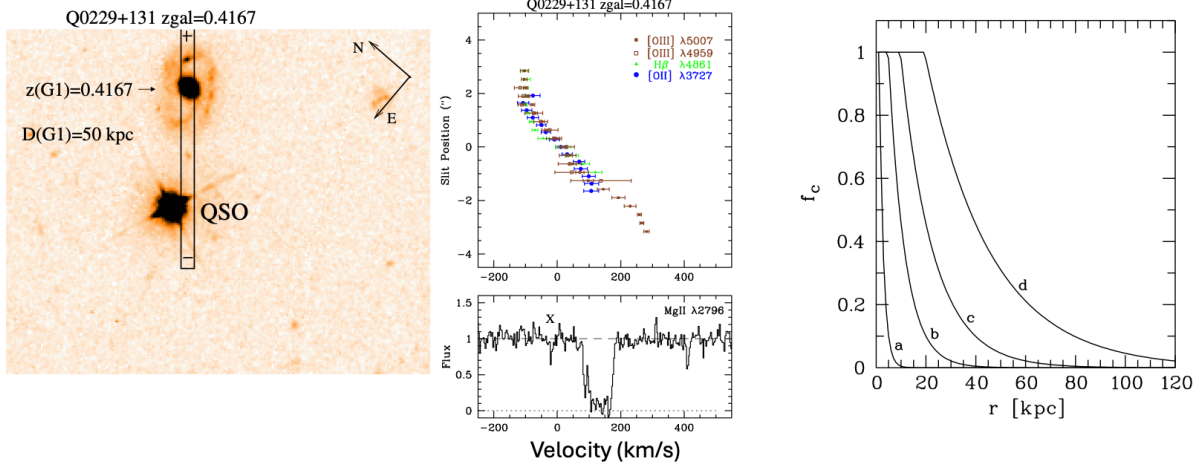 Q0229+131 zgal=0.4167
+
N
E
z(G1)=0.4167 →
D(G1)=50 kpc
QSO
−
Q0229+131 zgal=0.4167
[OIII] λ5007
[OIII] λ4959
Hβ λ4861
[OII] λ3727
Slit Position (")
4
2
0
−2
−4
−200 0 200 400
MgII λ2796
X
Flux
1.5
1
0.5
0
−200 0 200 400
Velocity (km/s)
f_c
1
0.8
0.6
0.4
0.2
0
a
b
c
d
0 20 40 60 80 100 120
r [kpc]